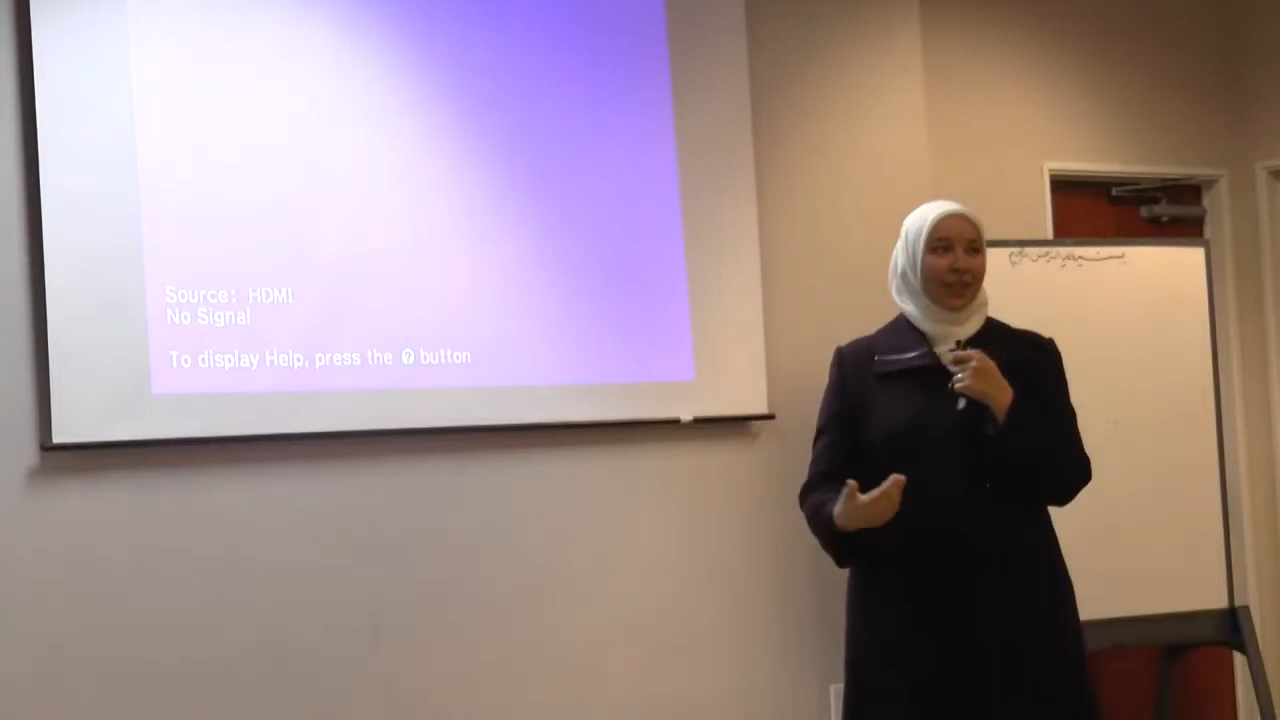 Source: HDMI
No Signal
To display Help, press the ? button
بسم الله الرحمن الرحيم